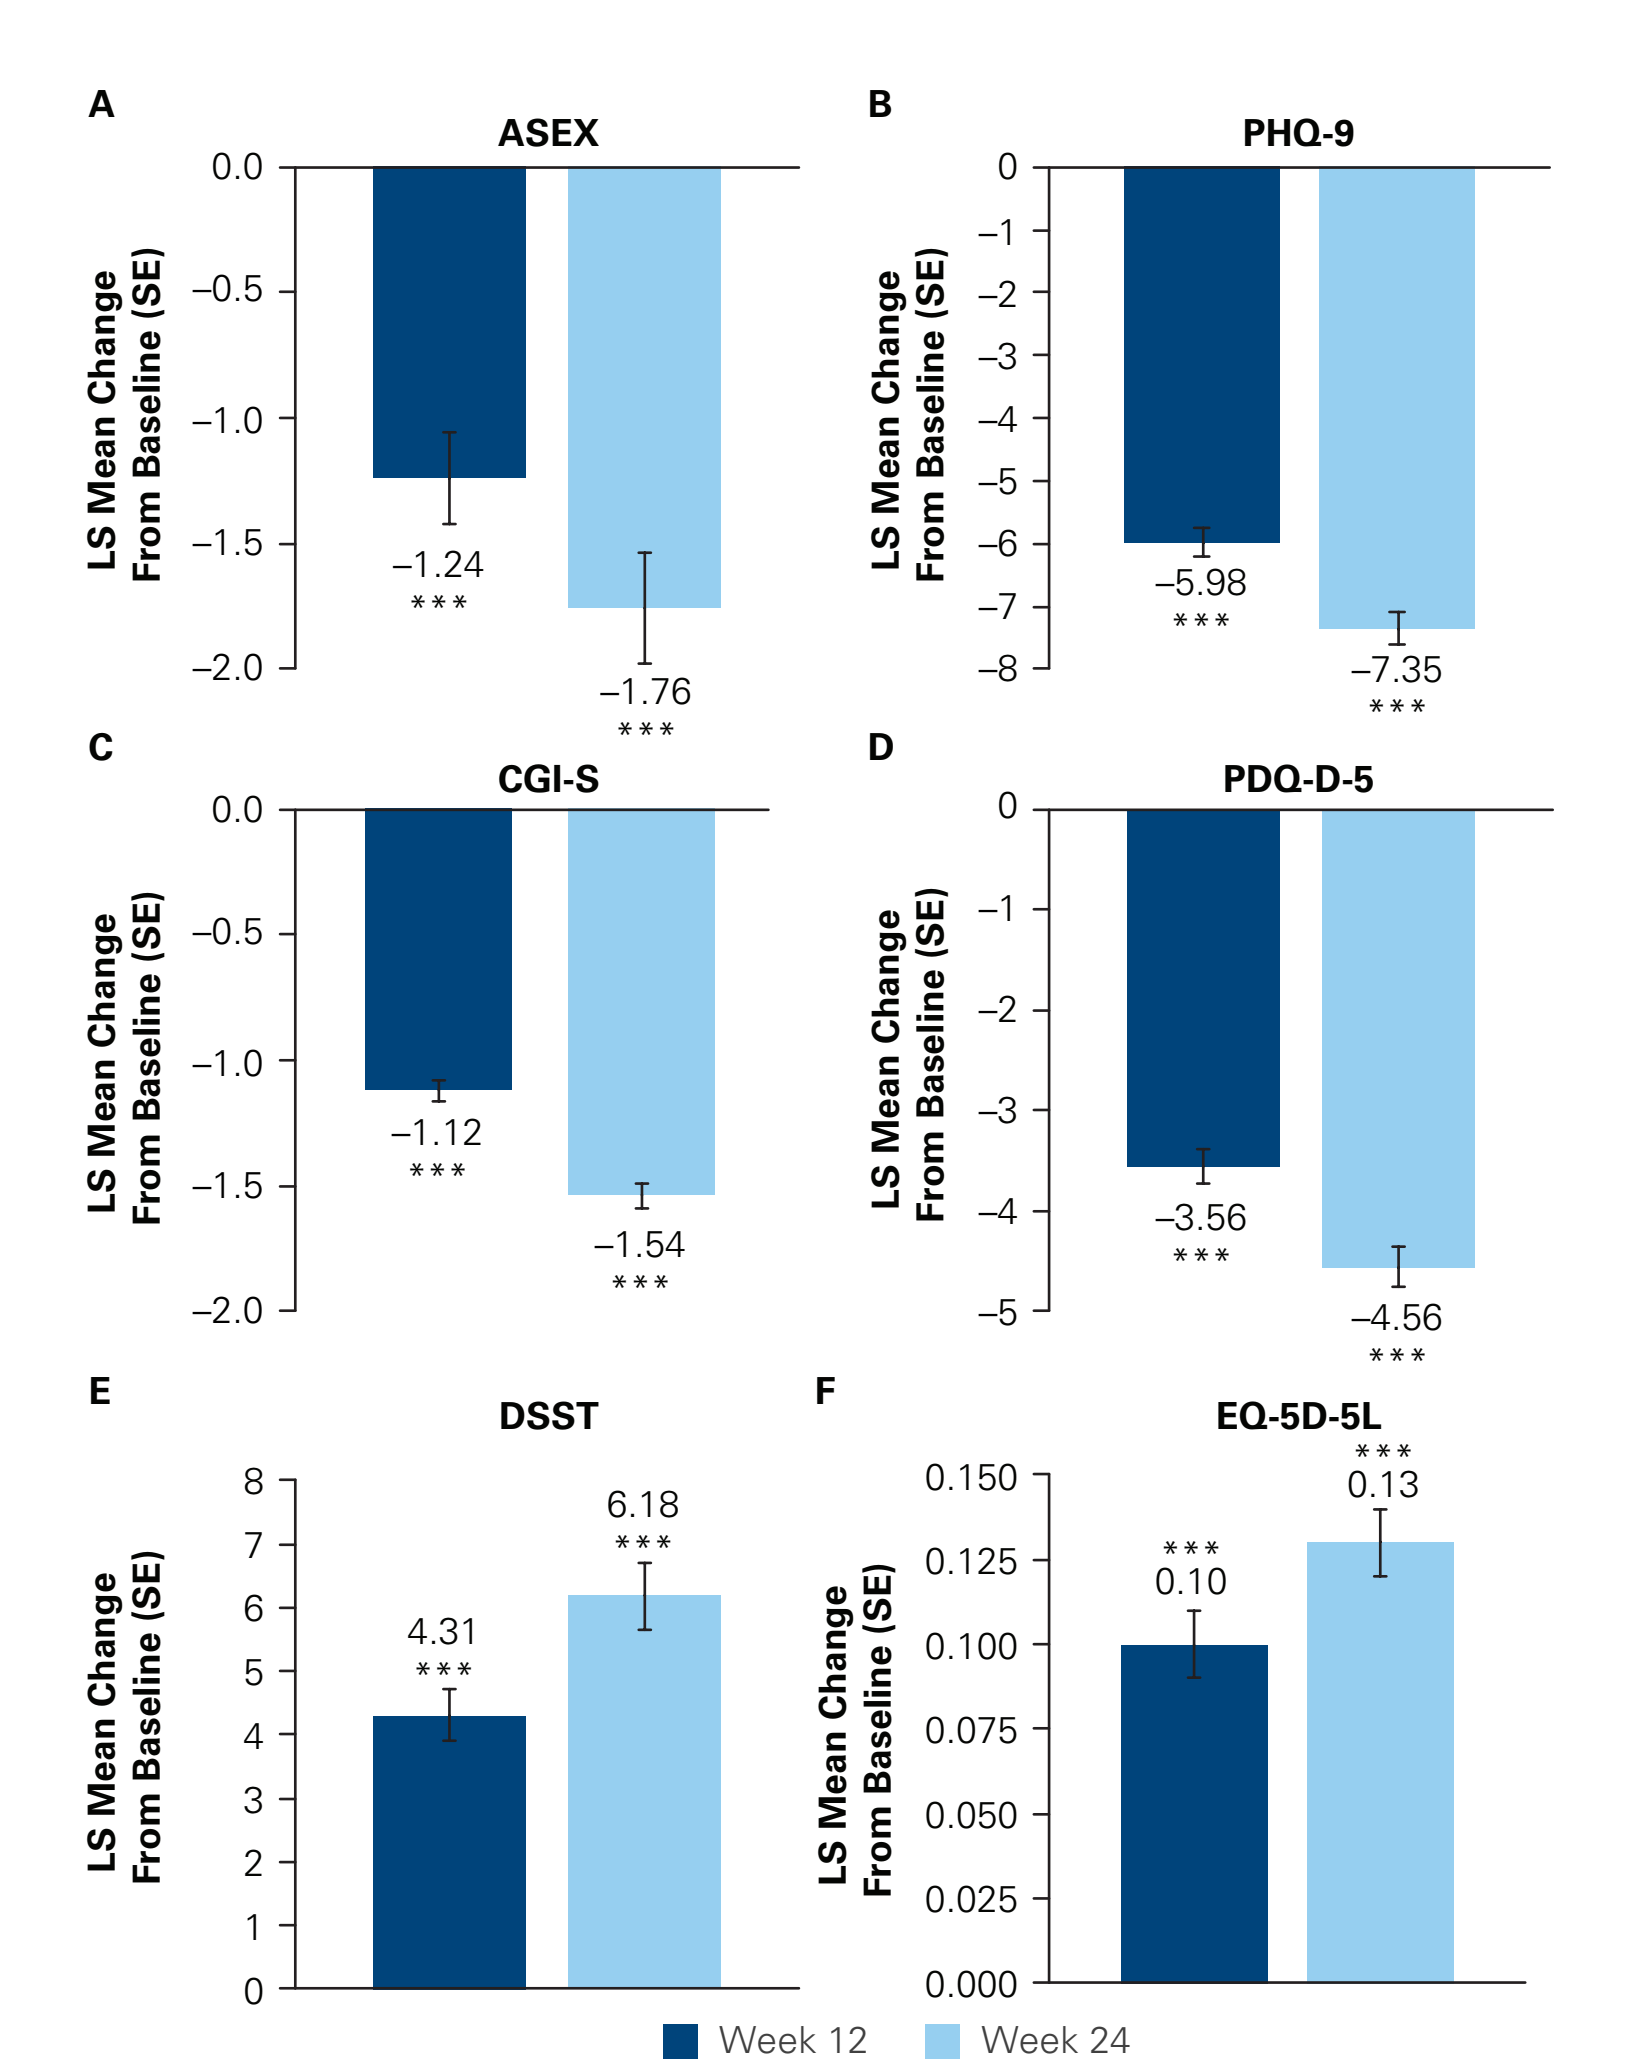 A
ASEX
LS Mean Change
From Baseline (SE)
0.0
–0.5
–1.0
–1.5
–2.0
–1.24
***
–1.76
***
B
PHQ-9
LS Mean Change
From Baseline (SE)
0
–1
–2
–3
–4
–5
–6
–7
–8
–5.98
***
–7.35
***
C
CGI-S
LS Mean Change
From Baseline (SE)
0.0
–0.5
–1.0
–1.5
–2.0
–1.12
***
–1.54
***
D
PDQ-D-5
LS Mean Change
From Baseline (SE)
0
–1
–2
–3
–4
–5
–3.56
***
–4.56
***
E
DSST
LS Mean Change
From Baseline (SE)
8
7
6
5
4
3
2
1
0
4.31
***
6.18
***
F
EQ-5D-5L
LS Mean Change
From Baseline (SE)
0.150
0.125
0.100
0.075
0.050
0.025
0.000
***
0.10
***
0.13
Week 12
Week 24